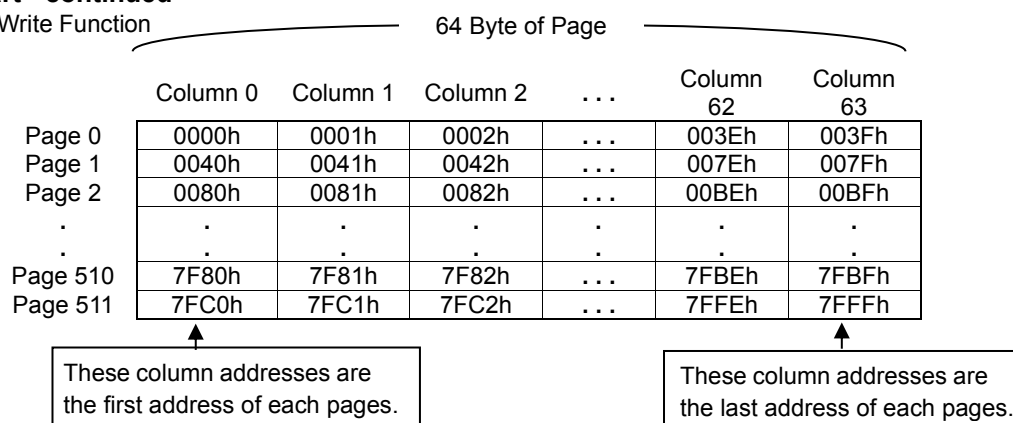 continued
Write Function
64 Byte of Page
Column 0 Column 1 Column 2 . . . Column 62 Column 63
Page 0 0000h 0001h 0002h . . . 003Eh 003Fh
Page 1 0040h 0041h 0042h . . . 007Eh 007Fh
Page 2 0080h 0081h 0082h . . . 00BEh 00BFh
. . . . . . .
. . . . . . .
Page 510 7F80h 7F81h 7F82h . . . 7FBEh 7FBFh
Page 511 7FC0h 7FC1h 7FC2h . . . 7FFEh 7FFFh
These column addresses are
the first address of each pages.
These column addresses are
the last address of each pages.